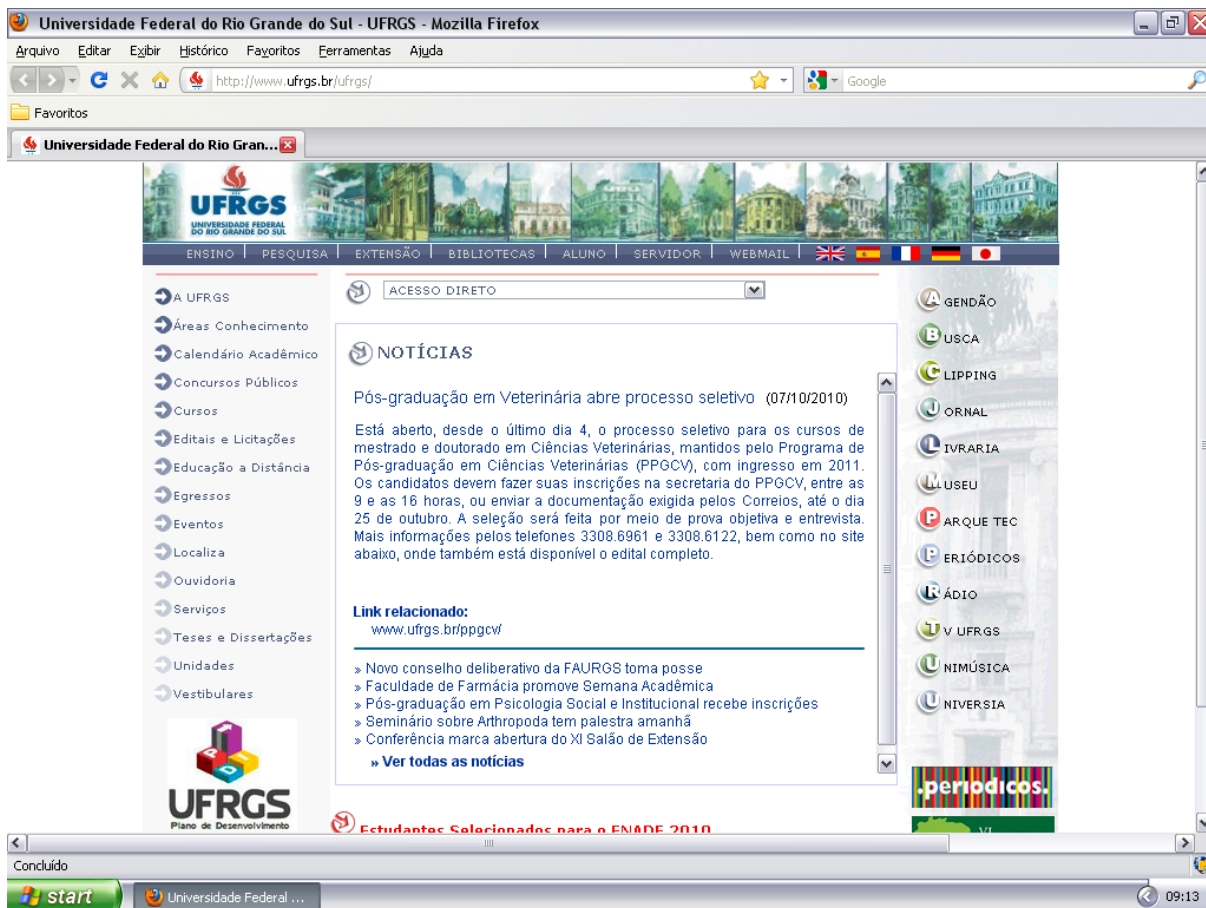 Universidade Federal do Rio Grande do Sul - UFRGS - Mozilla Firefox
Arquivo Editar Exibir Histórico Favoritos Ferramentas Ajuda
http://www.ufrgs.br/ufrgs/
Google
Favoritos
Universidade Federal do Rio Gran...
UFRGS
UNIVERSIDADE FEDERAL
DO RIO GRANDE DO SUL
ENSINO PESQUISA EXTENSÃO BIBLIOTECAS ALUNO SERVIDOR WEBMAIL
A UFRGS
Áreas Conhecimento
Calendário Acadêmico
Concursos Públicos
Cursos
Editais e Licitações
Educação a Distância
Egressos
Eventos
Localiza
Ouvidoria
Serviços
Teses e Dissertações
Unidades
Vestibulares
PDI
UFRGS
Plano de Desenvolvimento
ACESSO DIRETO
NOTÍCIAS
Pós-graduação em Veterinária abre processo seletivo (07/10/2010)
Está aberto, desde o último dia 4, o processo seletivo para os cursos de
mestrado e doutorado em Ciências Veterinárias, mantidos pelo Programa de
Pós-graduação em Ciências Veterinárias (PPGCV), com ingresso em 2011.
Os candidatos devem fazer suas inscrições na secretaria do PPGCV, entre as
9 e as 16 horas, ou enviar a documentação exigida pelos Correios, até o dia
25 de outubro. A seleção será feita por meio de prova objetiva e entrevista.
Mais informações pelos telefones 3308.6961 e 3308.6122, bem como no site
abaixo, onde também está disponível o edital completo.
Link relacionado:
www.ufrgs.br/ppgcv/
» Novo conselho deliberativo da FAURGS toma posse
» Faculdade de Farmácia promove Semana Acadêmica
» Pós-graduação em Psicologia Social e Institucional recebe inscrições
» Seminário sobre Arthropoda tem palestra amanhã
» Conferência marca abertura do XI Salão de Extensão
» Ver todas as notícias
Estudantes Selecionados para o ENADE 2010
AGENDÃO
BUSCA
CLIPPING
JORNAL
LIVRARIA
MUSEU
PARQUE TEC
PERIÓDICOS
RÁDIO
TV UFRGS
UNIMÚSICA
UNIVERSIA
.periodicos.
VI
Concluído
start
Universidade Federal ...
09:13